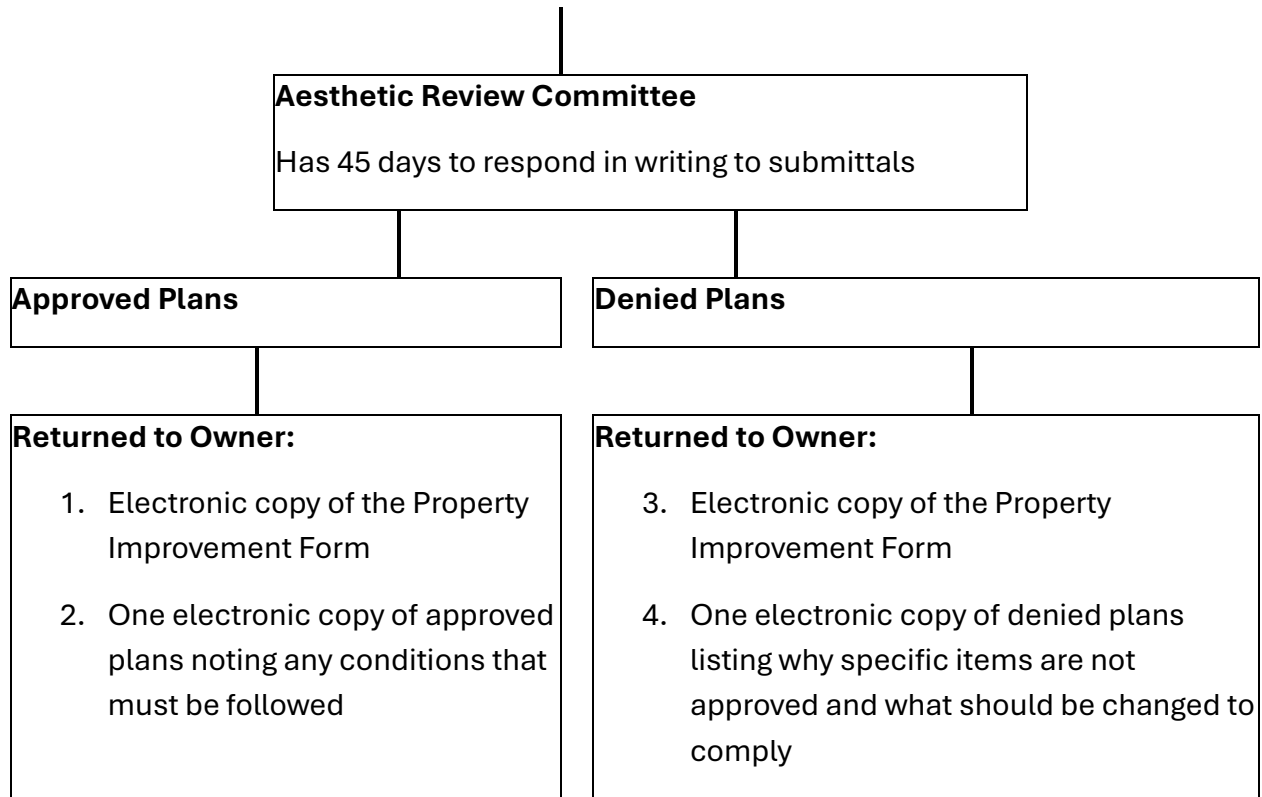 Aesthetic Review Committee
Has 45 days to respond in writing to submittals
Approved Plans
Denied Plans
Returned to Owner:
1. Electronic copy of the Property
Improvement Form
2. One electronic copy of approved
plans noting any conditions that
must be followed
Returned to Owner:
3. Electronic copy of the Property
Improvement Form
4. One electronic copy of denied plans
listing why specific items are not
approved and what should be changed to
comply